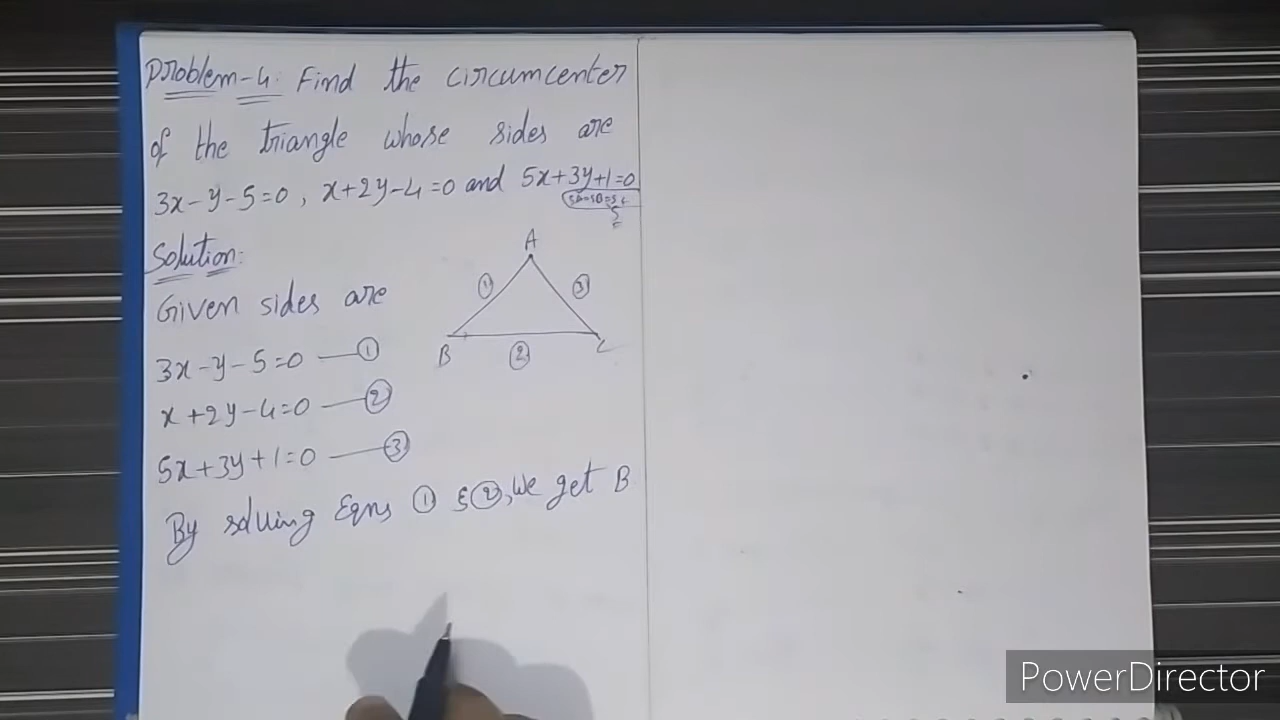 Problem-4: Find the circumcenter
of the triangle whose sides are
3x-y-5=0, x+2y-4=0 and 5x+3y+1=0
Solution:
Given sides are
A
1
3
B
2
C
3x-y-5=0 — 1
x+2y-4=0 — 2
5x+3y+1=0 — 3
By solving Eqns 1 & 2, we get B
PowerDirector